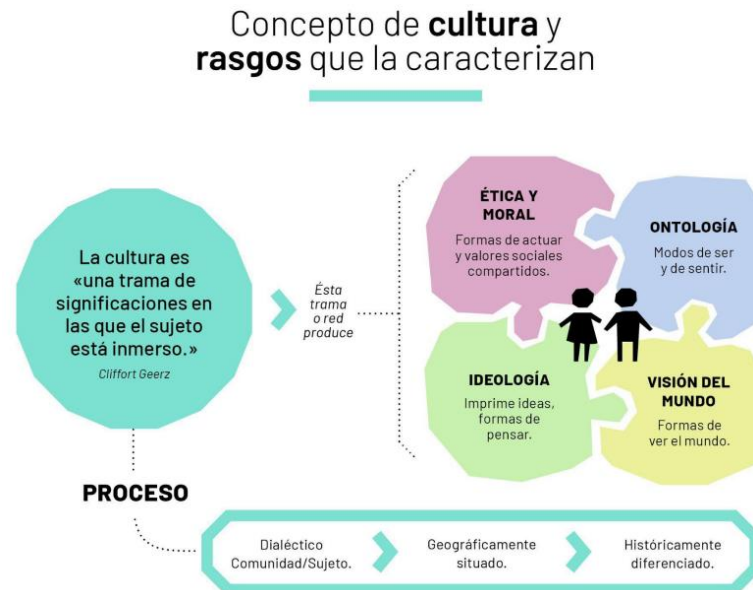 Concepto de cultura y
rasgos que la caracterizan
La cultura es
«una trama de
significaciones en
las que el sujeto
está inmerso.»
Cliffort Geerz
Ésta
trama
o red
produce
ÉTICA Y
MORAL
Formas de actuar
y valores sociales
compartidos.
ONTOLOGÍA
Modos de ser
y de sentir.
IDEOLOGÍA
Imprime ideas,
formas de
pensar.
VISIÓN DEL
MUNDO
Formas de
ver el mundo.
PROCESO
Dialéctico
Comunidad/Sujeto.
Geográficamente
situado.
Históricamente
diferenciado.